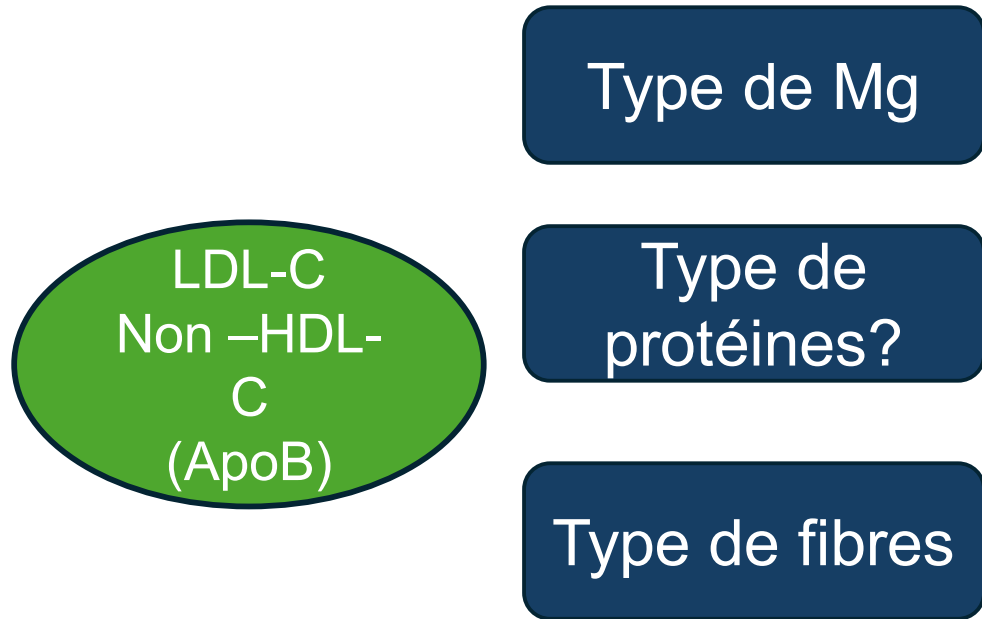 LDL-C
Non –HDL-
C
(ApoB)
Type de Mg
Type de
protéines?
Type de fibres